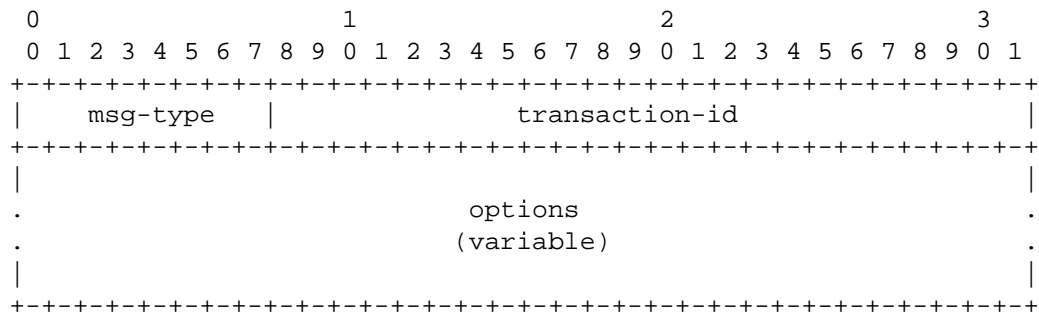 0                   1                   2                   3
 0 1 2 3 4 5 6 7 8 9 0 1 2 3 4 5 6 7 8 9 0 1 2 3 4 5 6 7 8 9 0 1
+-+-+-+-+-+-+-+-+-+-+-+-+-+-+-+-+-+-+-+-+-+-+-+-+-+-+-+-+-+-+-+-+
|    msg-type   |               transaction-id                  |
+-+-+-+-+-+-+-+-+-+-+-+-+-+-+-+-+-+-+-+-+-+-+-+-+-+-+-+-+-+-+-+-+
|                                                               |
.                            options                            .
.                           (variable)                          .
|                                                               |
+-+-+-+-+-+-+-+-+-+-+-+-+-+-+-+-+-+-+-+-+-+-+-+-+-+-+-+-+-+-+-+-+